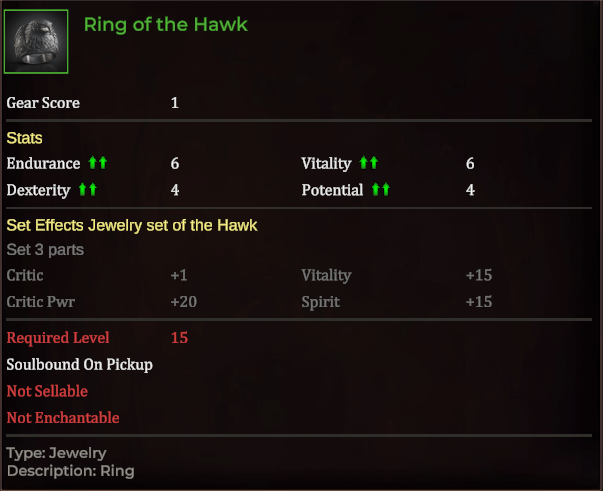 Ring of the Hawk
Gear Score 1
Stats
Endurance 6 Vitality 6
Dexterity 4 Potential 4
Set Effects Jewelry set of the Hawk
Set 3 parts
Critic +1 Vitality +15
Critic Pwr +20 Spirit +15
Required Level 15
Soulbound On Pickup
Not Sellable
Not Enchantable
Type: Jewelry
Description: Ring